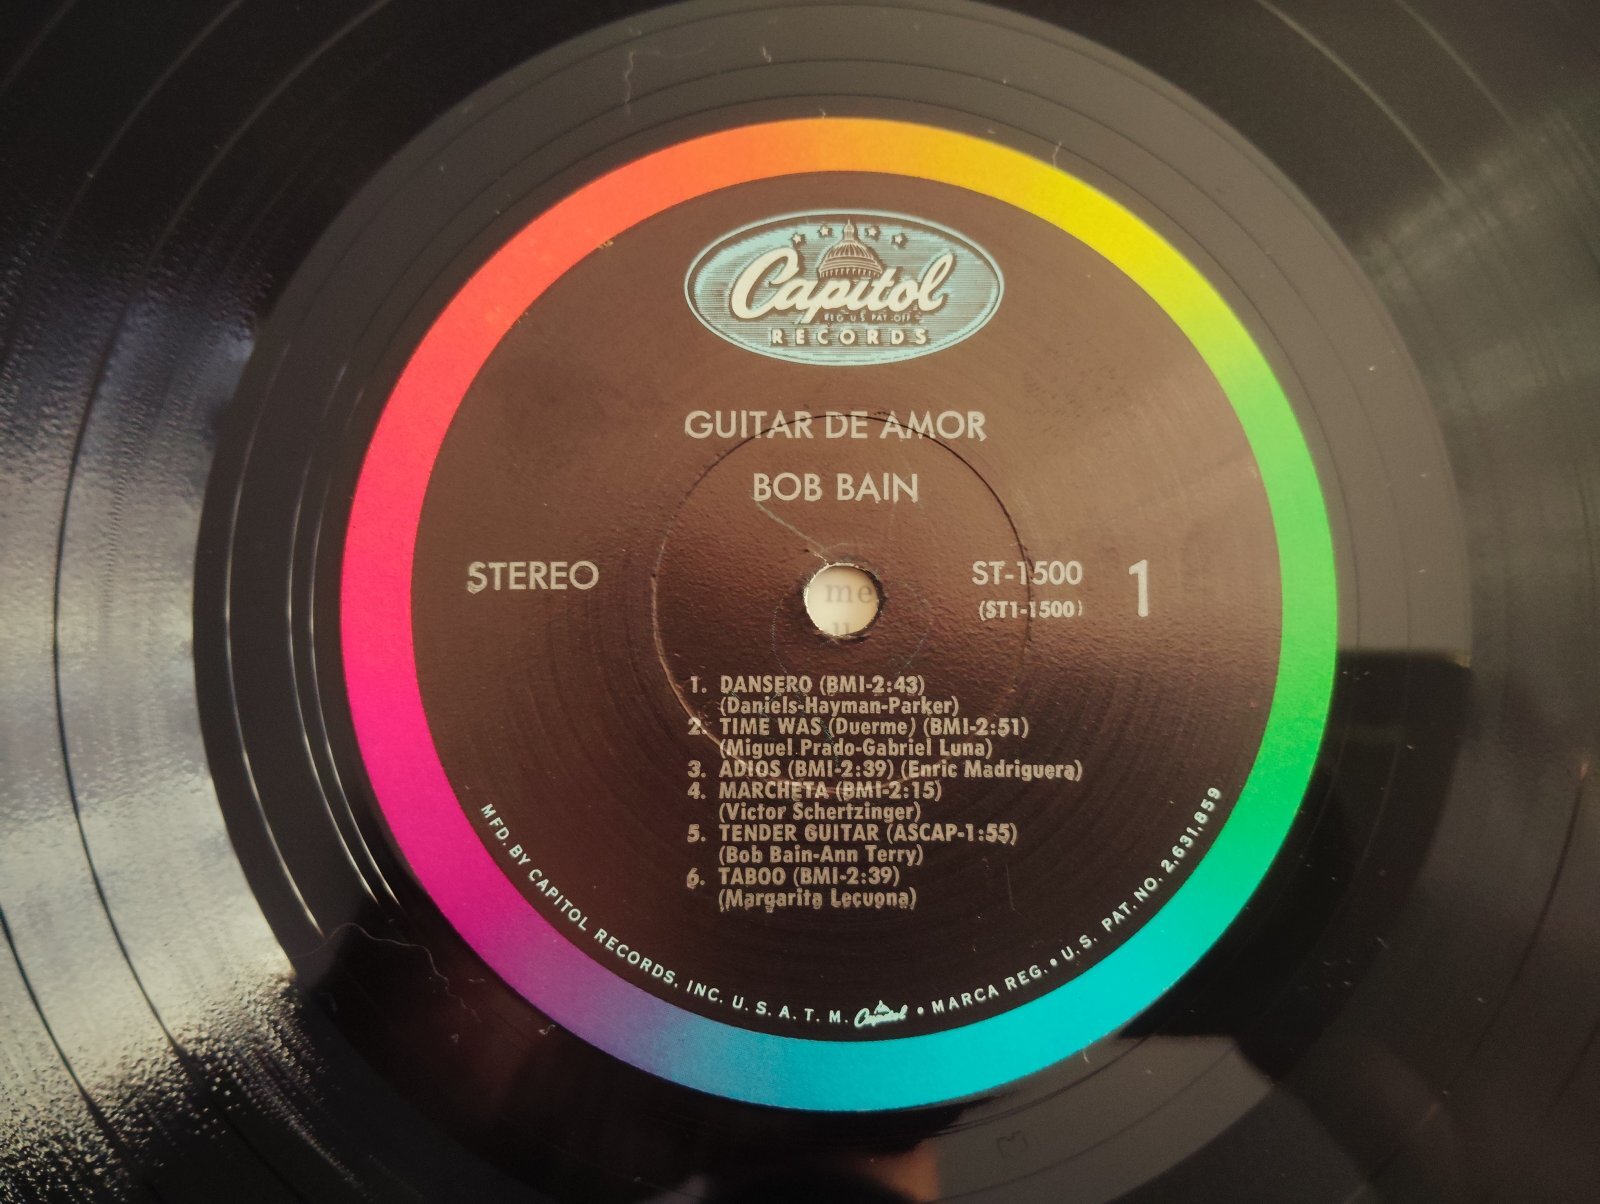 Capitol
REG. U.S. PAT. OFF.
RECORDS
GUITAR DE AMOR
BOB BAIN
STEREO
ST-1500
(ST1-1500)
1
me
1. DANSERO (BMI-2:43)
(Daniels-Hayman-Parker)
2. TIME WAS (Duerme) (BMI-2:51)
(Miguel Prado-Gabriel Luna)
3. ADIOS (BMI-2:39) (Enric Madriguera)
4. MARCHETA (BMI-2:15)
(Victor Schertzinger)
5. TENDER GUITAR (ASCAP-1:55)
(Bob Bain-Ann Terry)
6. TABOO (BMI-2:39)
(Margarita Lecuona)
MFD. BY CAPITOL RECORDS, INC. U. S. A. T. M. Capitol • MARCA REG. • U.S. PAT. NO. 2,631,859